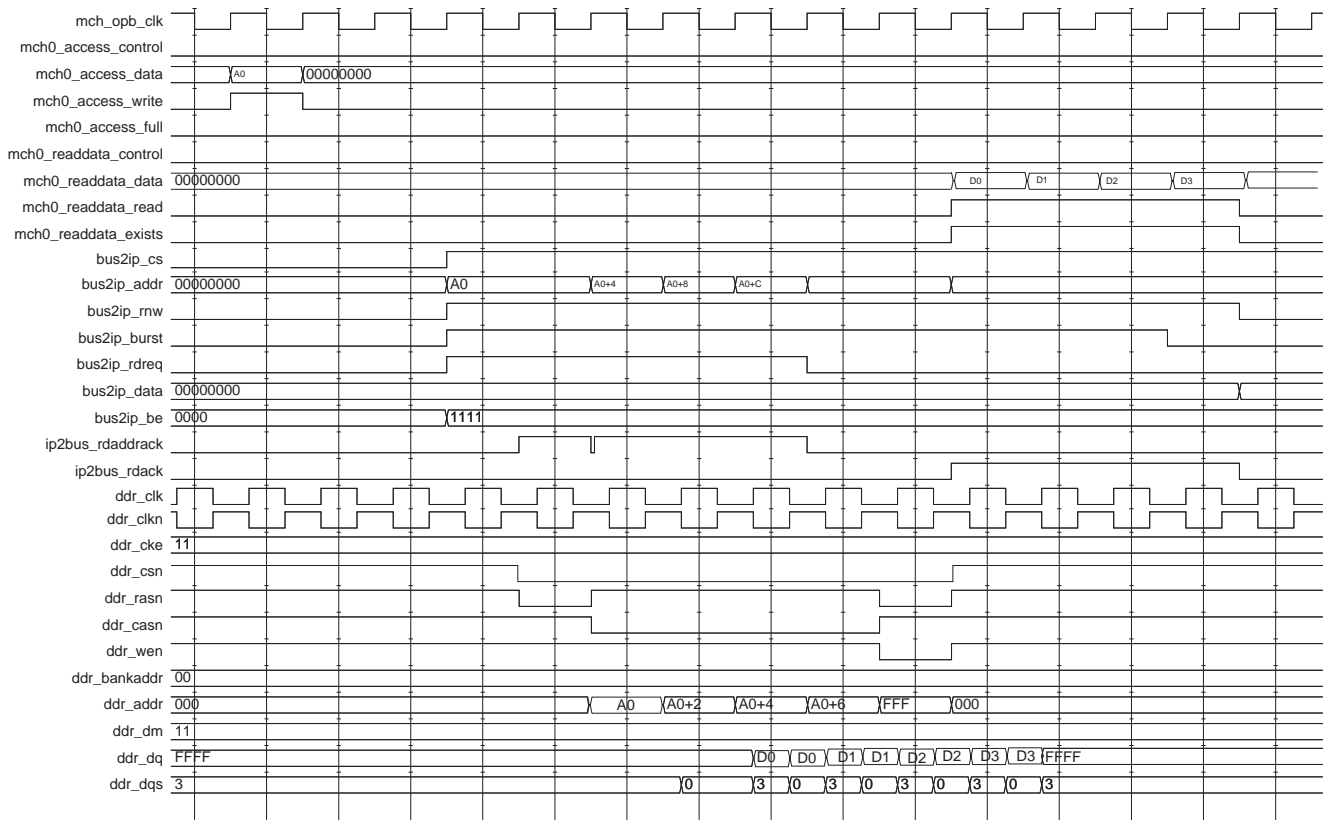 mch_opb_clk
mch0_access_control
mch0_access_data A0 00000000
mch0_access_write
mch0_access_full
mch0_readdata_control
mch0_readdata_data 00000000 D0 D1 D2 D3
mch0_readdata_read
mch0_readdata_exists
bus2ip_cs
bus2ip_addr 00000000 A0 A0+4 A0+8 A0+C
bus2ip_rnw
bus2ip_burst
bus2ip_rdreq
bus2ip_data 00000000
bus2ip_be 0000 1111
ip2bus_rdaddrack
ip2bus_rdack
ddr_clk
ddr_clkn
ddr_cke 11
ddr_csn
ddr_rasn
ddr_casn
ddr_wen
ddr_bankaddr 00
ddr_addr 000 A0 A0+2 A0+4 A0+6 FFF 000
ddr_dm 11
ddr_dq FFFF D0 D0 D1 D1 D2 D2 D3 D3 FFFF
ddr_dqs 3 0 3 0 3 0 3 0 3 0 3